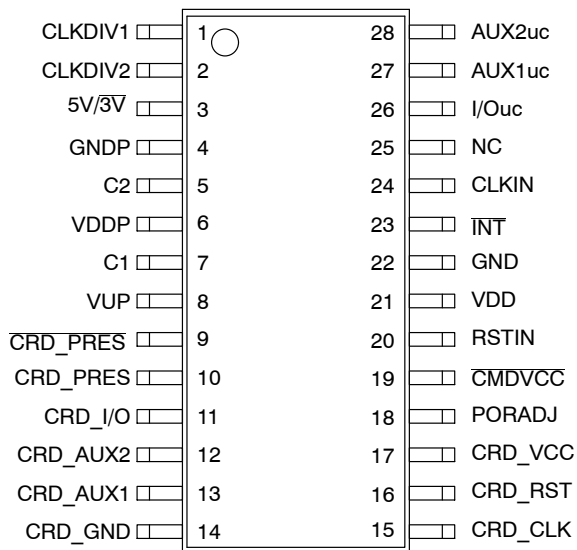 CLKDIV1 1 28 AUX2uc
CLKDIV2 2 27 AUX1uc
5V/3V 3 26 I/Ouc
GNDP 4 25 NC
C2 5 24 CLKIN
VDDP 6 23 INT
C1 7 22 GND
VUP 8 21 VDD
CRD_PRES 9 20 RSTIN
CRD_PRES 10 19 CMDVCC
CRD_I/O 11 18 PORADJ
CRD_AUX2 12 17 CRD_VCC
CRD_AUX1 13 16 CRD_RST
CRD_GND 14 15 CRD_CLK